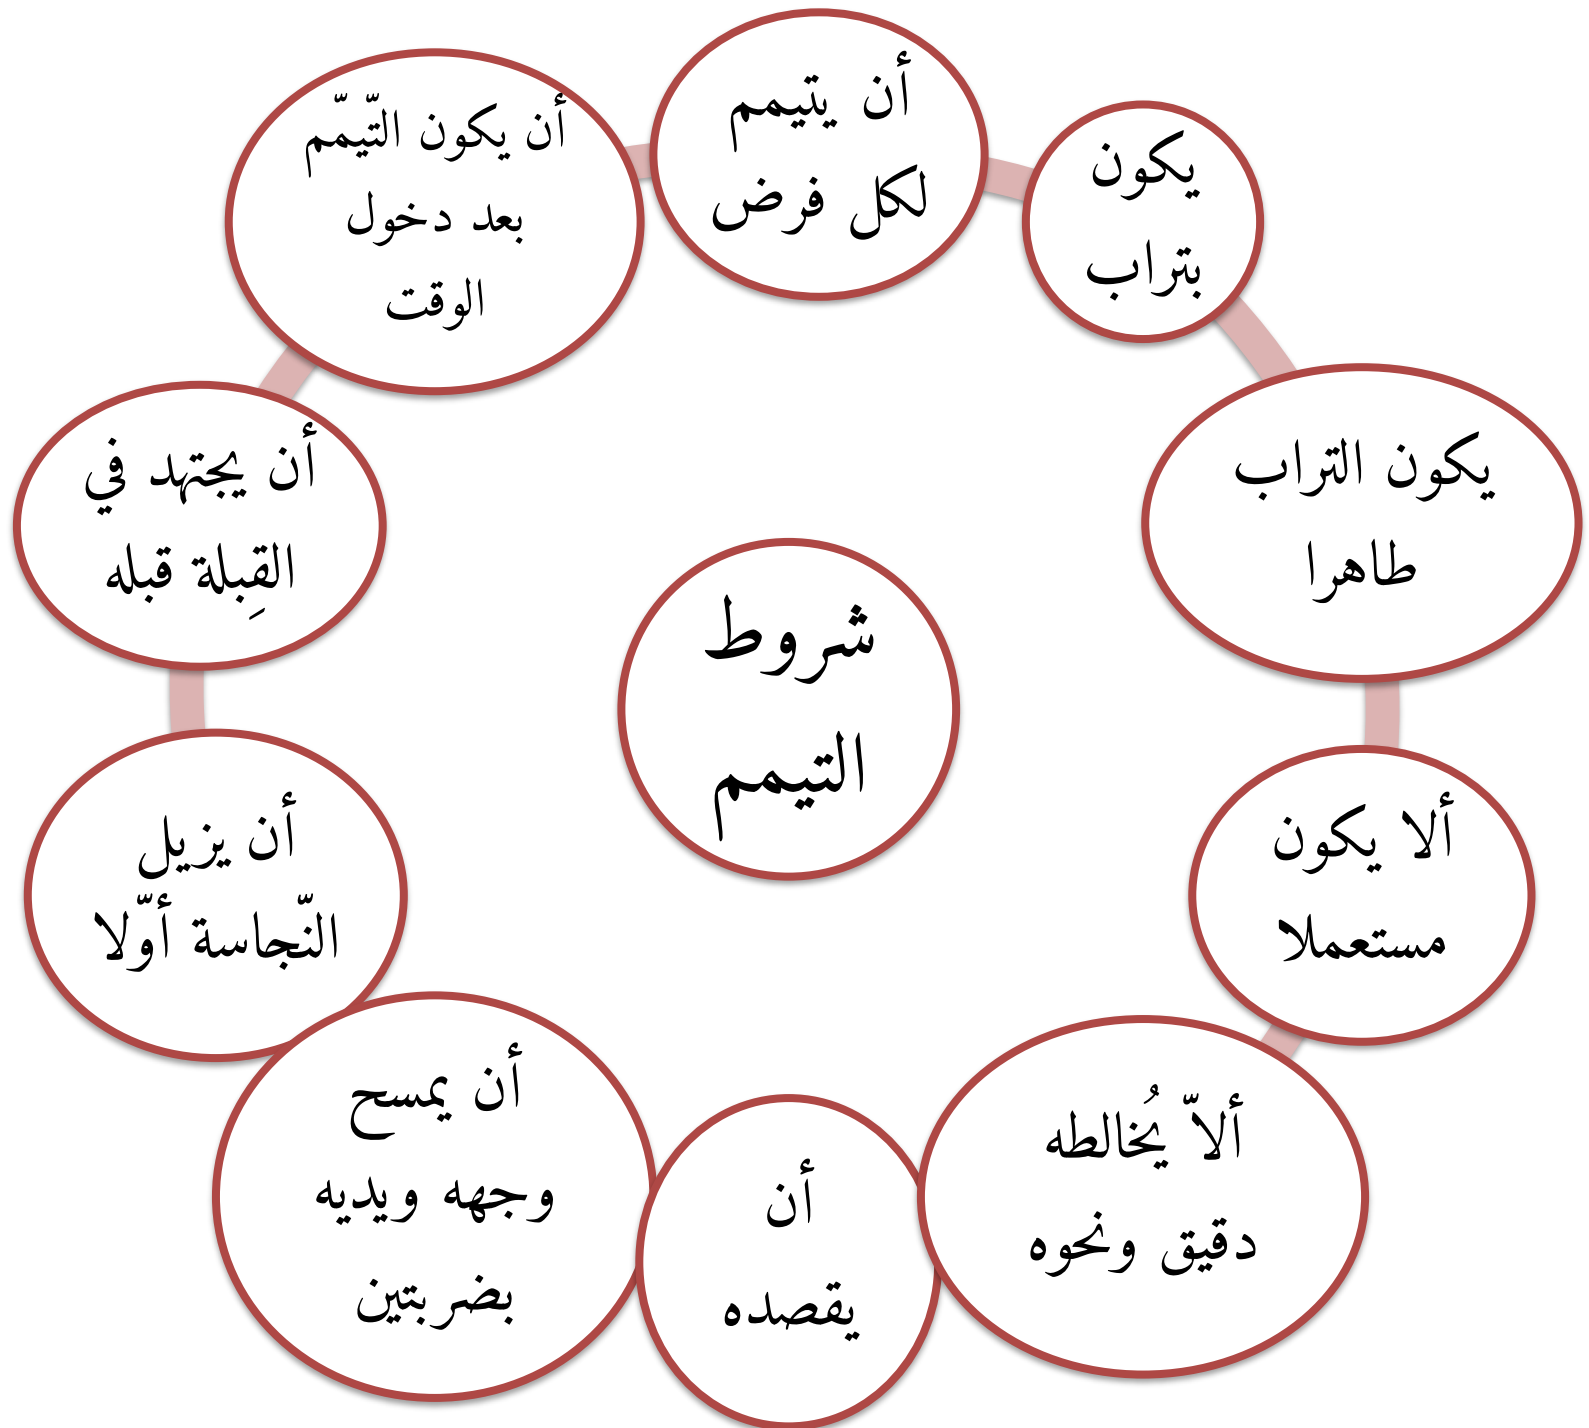 شروط
التيمم
أن يتيمم
لكل فرض
يكون
بتراب
يكون التراب
طاهرا
ألا يكون
مستعملا
ألاّ يُخالطه
دقيق ونحوه
أن
يقصده
أن يمسح
وجهه ويديه
بضربتين
أن يزيل
النّجاسة أوّلا
أن يجتهد في
القِبلة قبله
أن يكون التّيمّم
بعد دخول
الوقت